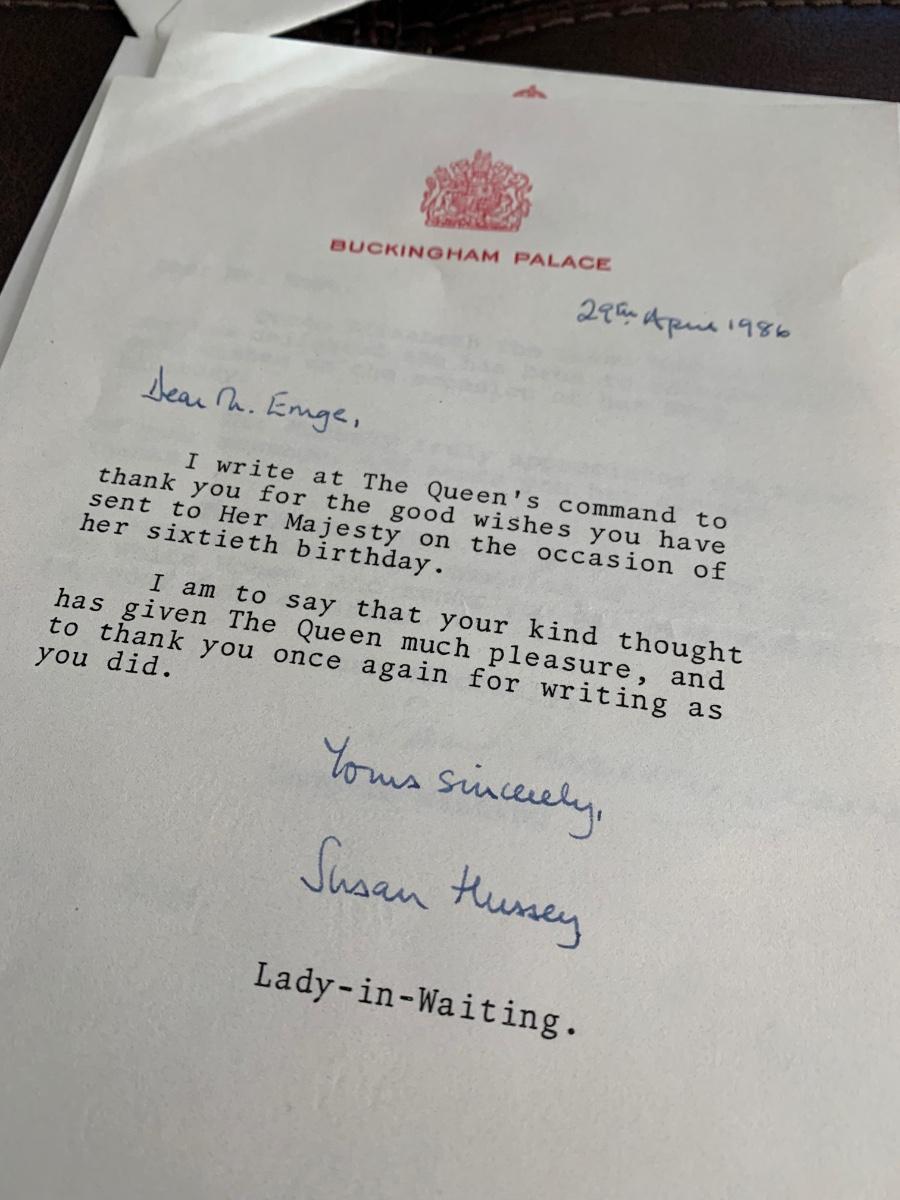 BUCKINGHAM PALACE
29th April 1986
Dear Mr. Emge,
I write at The Queen's command to
thank you for the good wishes you have
sent to Her Majesty on the occasion of
her sixtieth birthday.
I am to say that your kind thought
has given The Queen much pleasure, and
to thank you once again for writing as
you did.
Yours sincerely,
Susan Hussey
Lady-in-Waiting.